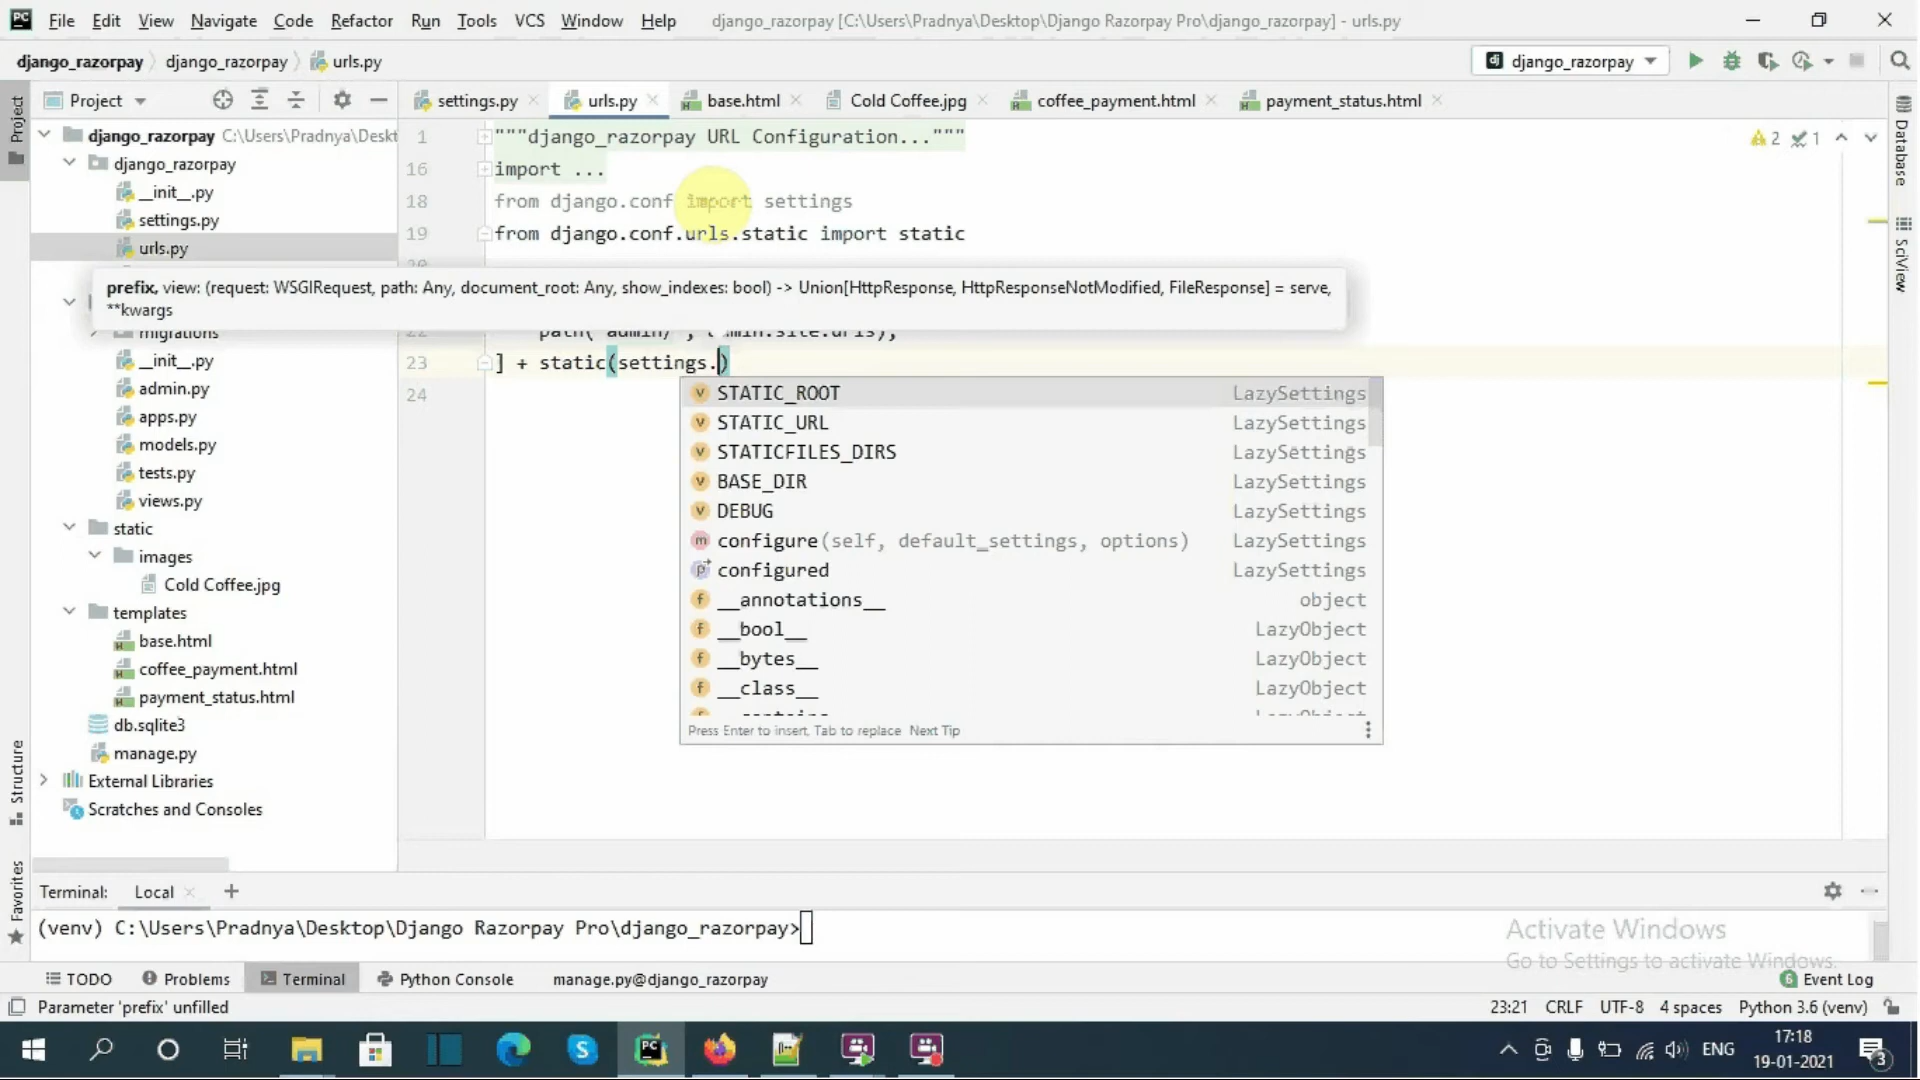 File Edit View Navigate Code Refactor Run Tools VCS Window Help django_razorpay [C:\Users\Pradnya\Desktop\Django Razorpay Pro\django_razorpay] - urls.py
django_razorpay django_razorpay urls.py
dj django_razorpay
Project
settings.py urls.py base.html Cold Coffee.jpg coffee_payment.html payment_status.html
Project
django_razorpay C:\Users\Pradnya\Deskt
django_razorpay
__init__.py
settings.py
urls.py
migrations
__init__.py
admin.py
apps.py
models.py
tests.py
views.py
static
images
Cold Coffee.jpg
templates
base.html
coffee_payment.html
payment_status.html
db.sqlite3
manage.py
External Libraries
Scratches and Consoles
Structure
Favorites
1 """django_razorpay URL Configuration..."""
16 import ...
18 from django.conf import settings
19 from django.conf.urls.static import static
2 1
Database
SciView
prefix, view: (request: WSGIRequest, path: Any, document_root: Any, show_indexes: bool) -> Union[HttpResponse, HttpResponseNotModified, FileResponse] = serve,
**kwargs
23 ] + static(settings.)
24
STATIC_ROOT LazySettings
STATIC_URL LazySettings
STATICFILES_DIRS LazySettings
BASE_DIR LazySettings
DEBUG LazySettings
configure(self, default_settings, options) LazySettings
configured LazySettings
__annotations__ object
__bool__ LazyObject
__bytes__ LazyObject
__class__ LazyObject
Press Enter to insert, Tab to replace Next Tip
Terminal: Local
(venv) C:\Users\Pradnya\Desktop\Django Razorpay Pro\django_razorpay>
Activate Windows
Go to Settings to activate Windows.
TODO Problems Terminal Python Console manage.py@django_razorpay
6 Event Log
Parameter 'prefix' unfilled 23:21 CRLF UTF-8 4 spaces Python 3.6 (venv)
ENG 17:18
19-01-2021
3